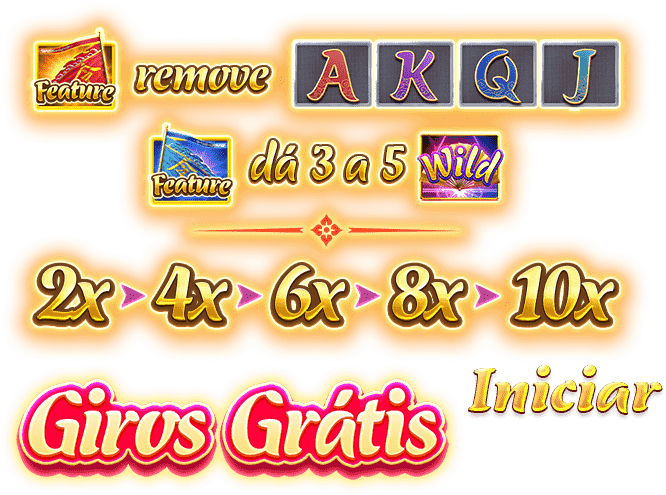 Feature remove A K Q J
Feature dá 3 a 5 Wild
2x 4x 6x 8x 10x
Iniciar
Giros Grátis